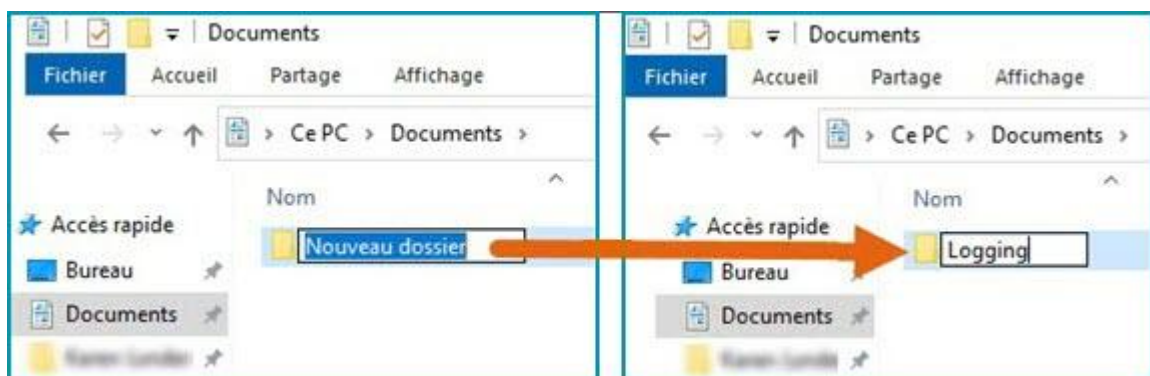 Documents
Fichier Accueil Partage Affichage
Ce PC > Documents >
Nom
Accès rapide
Nouveau dossier
Bureau
Documents
Documents
Fichier Accueil Partage Affichage
Ce PC > Documents >
Nom
Accès rapide
Logging
Bureau
Documents